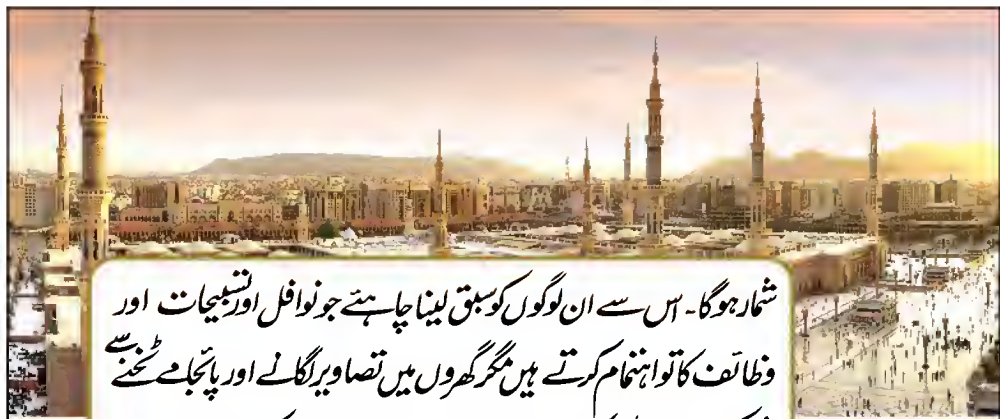 شمار ہوگا۔ اس سے ان لوگوں کو سبق لینا چاہئے جو نوافل اور تسبیحات اور
وظائف کا تو اہتمام کرتے ہیں مگر گھروں میں تصاویر لگانے اور پائجامے ٹخنے سے